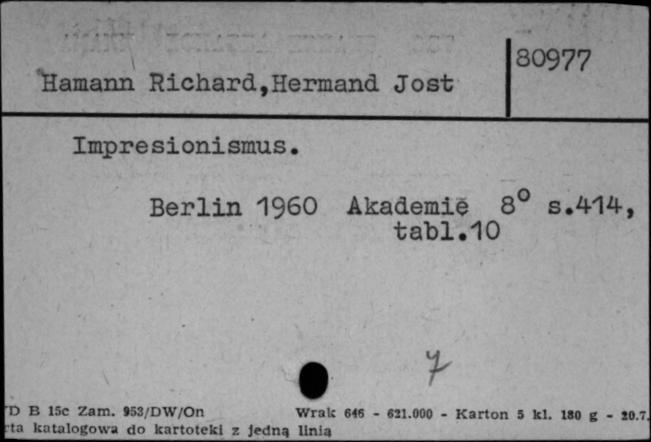 80977
Hamann Richard,Hermand Jost
Impresionismus.
Berlin 1960 Akademie 8° s.414,
tabl.10
7
D B 15c Zam. 953/DW/On Wrak 646 - 621.000 - Karton 5 kl. 180 g - 20.7.
rta katalogowa do kartoteki z jedną linią